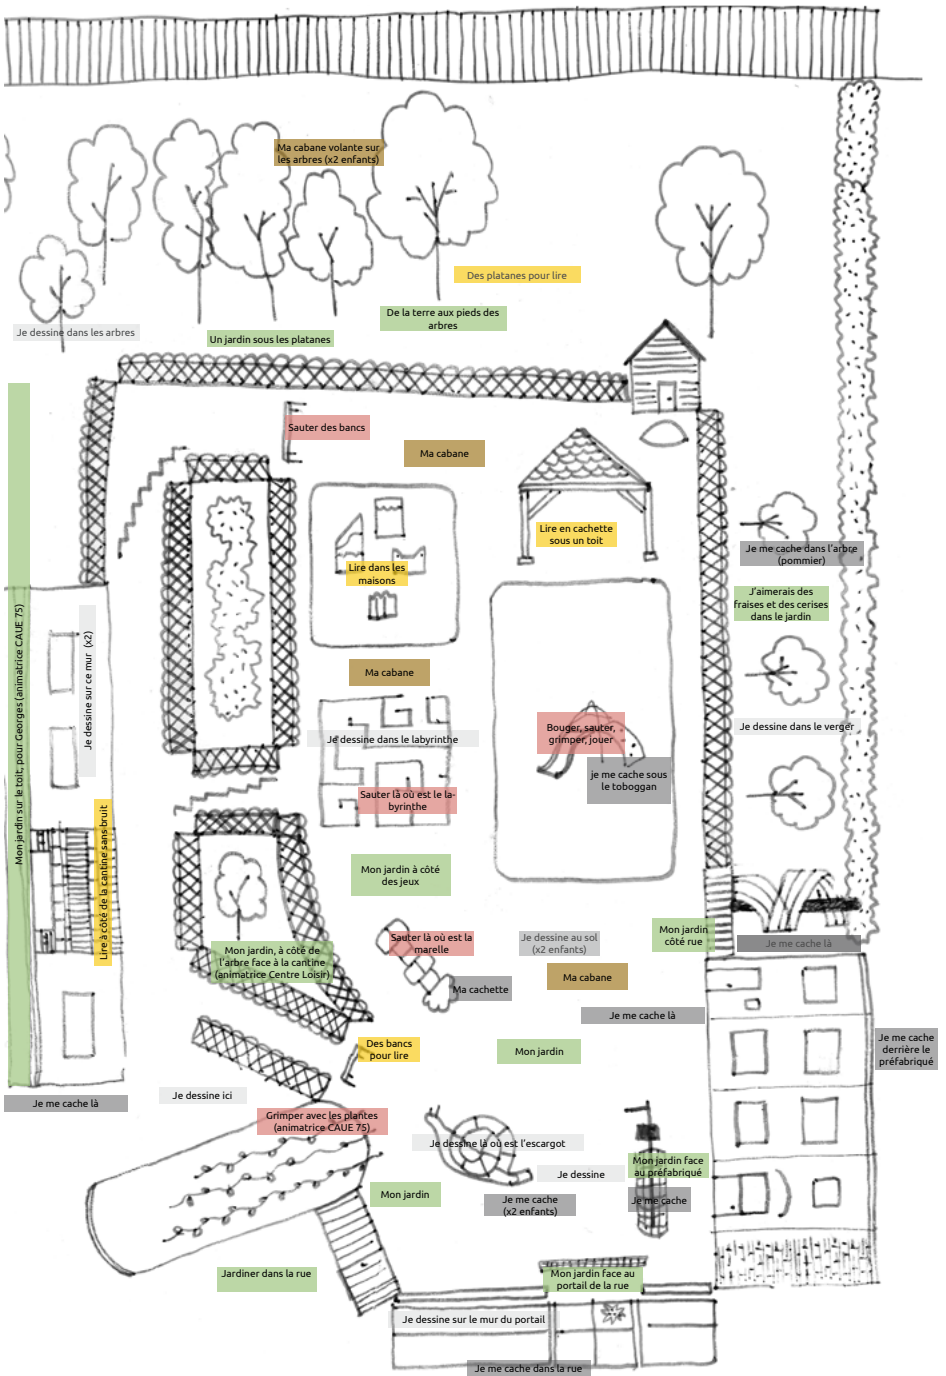 Ma cabane volante sur
les arbres (x2 enfants)
Des platanes pour lire
De la terre aux pieds des
arbres
Je dessine dans les arbres
Un jardin sous les platanes
Sauter des bancs
Ma cabane
Lire en cachette
sous un toit
Je me cache dans l'arbre
(pommier)
Lire dans les
maisons
J'aimerais des
fraises et des cerises
dans le jardin
Mon jardin sur le toit, pour Georges (animatrice CAUE 75)
Je dessine sur ce mur (x2)
Ma cabane
Je dessine dans le labyrinthe
Bouger, sauter,
grimper, jouer
Je dessine dans le verger
je me cache sous
le toboggan
Sauter là où est le la-
byrinthe
Lire à côté de la cantine sans bruit
Mon jardin à côté
des jeux
Mon jardin
côté rue
Sauter là où est la
marelle
Je dessine au sol
(x2 enfants)
Je me cache là
Mon jardin, à côté de
l'arbre face à la cantine
(animatrice Centre Loisir)
Ma cabane
Ma cachette
Je me cache là
Des bancs
pour lire
Mon jardin
Je me cache
derrière le
préfabriqué
Je me cache là
Je dessine ici
Grimper avec les plantes
(animatrice CAUE 75)
Je dessine là où est l'escargot
Mon jardin face
au préfabriqué
Je dessine
Mon jardin
Je me cache
(x2 enfants)
Je me cache
Jardiner dans la rue
Mon jardin face au
portail de la rue
Je dessine sur le mur du portail
Je me cache dans la rue